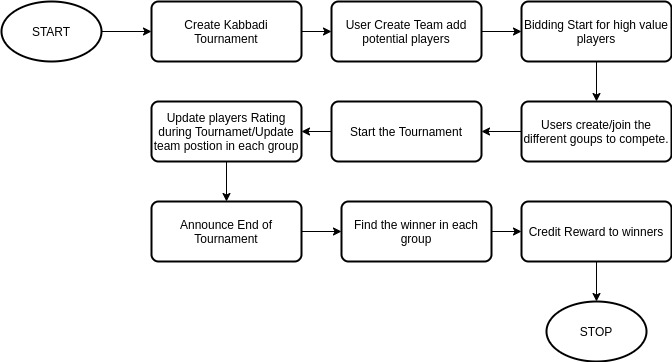 START
Create Kabbadi
Tournament
User Create Team add
potential players
Bidding Start for high value
players
Users create/join the
different goups to compete.
Start the Tournament
Update players Rating
during Tournamet/Update
team postion in each group
Announce End of
Tournament
Find the winner in each
group
Credit Reward to winners
STOP